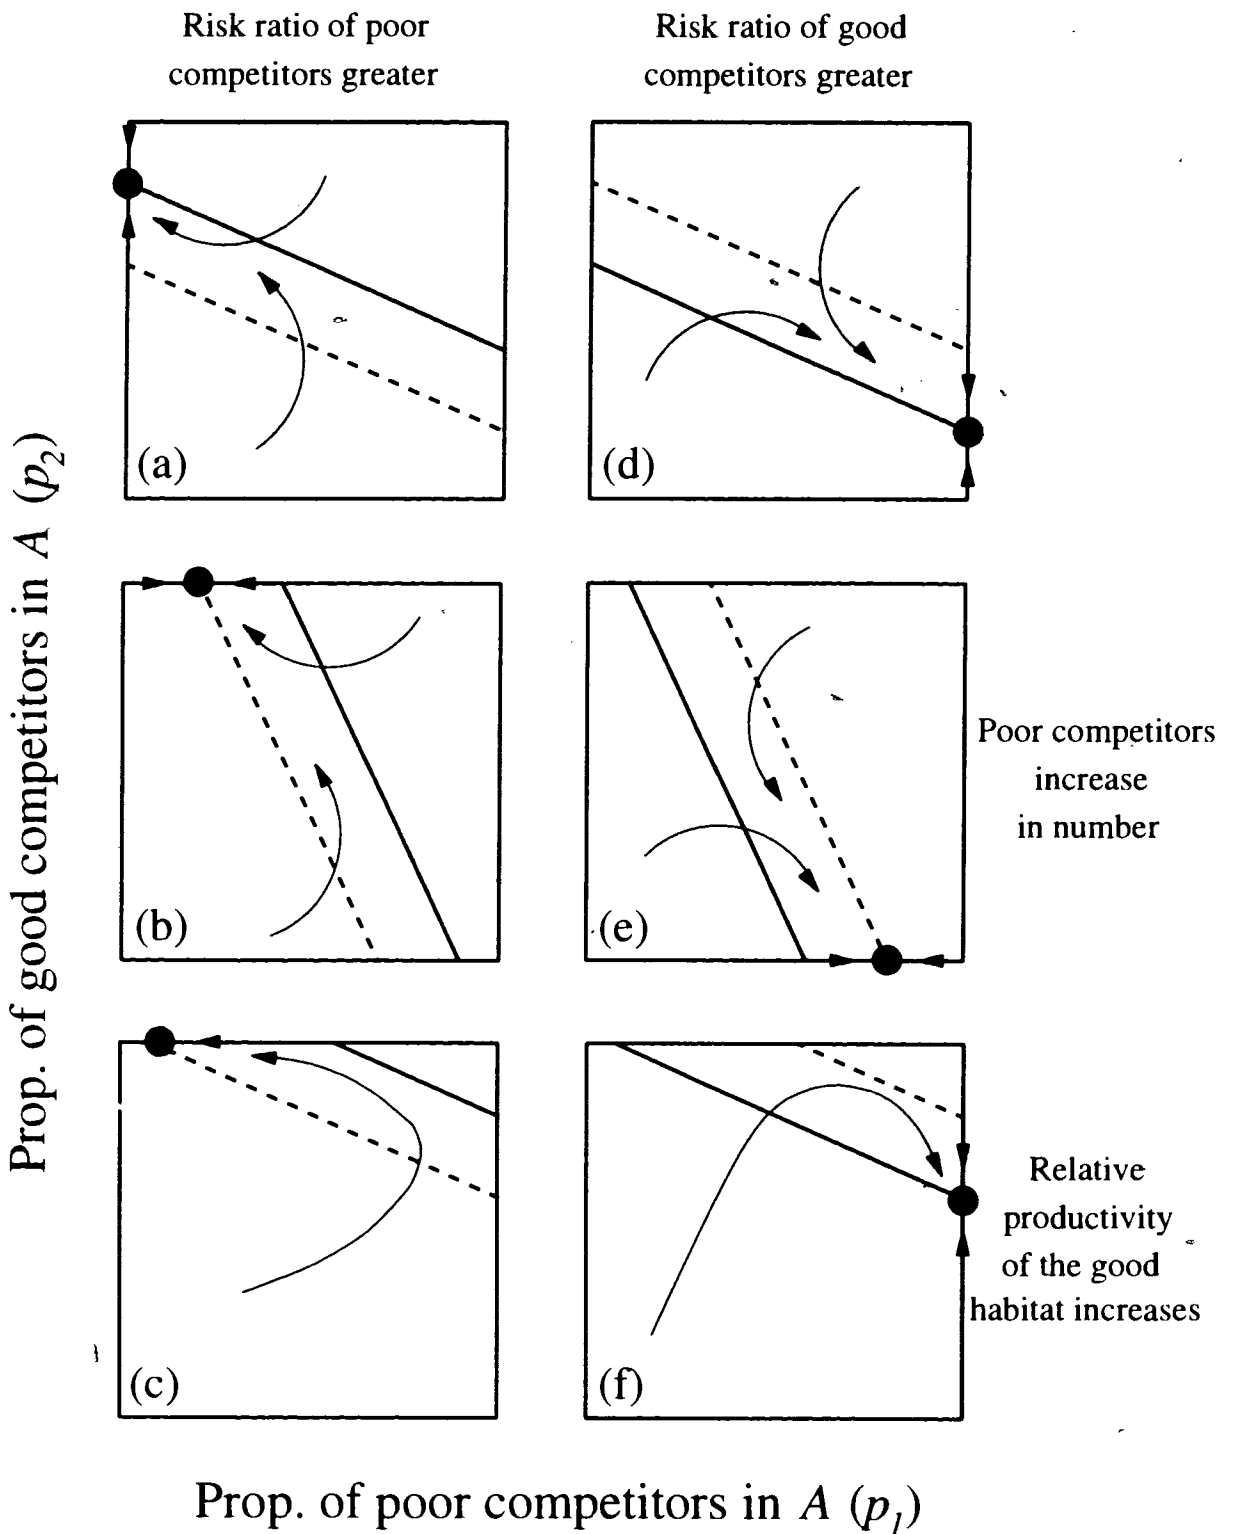 Risk ratio of poor
competitors greater
Risk ratio of good
competitors greater
(a)
(d)
Prop. of good competitors in A (p2)
(b)
(e)
Poor competitors
increase
in number
(c)
(f)
Relative
productivity
of the good
habitat increases
Prop. of poor competitors in A (p1)